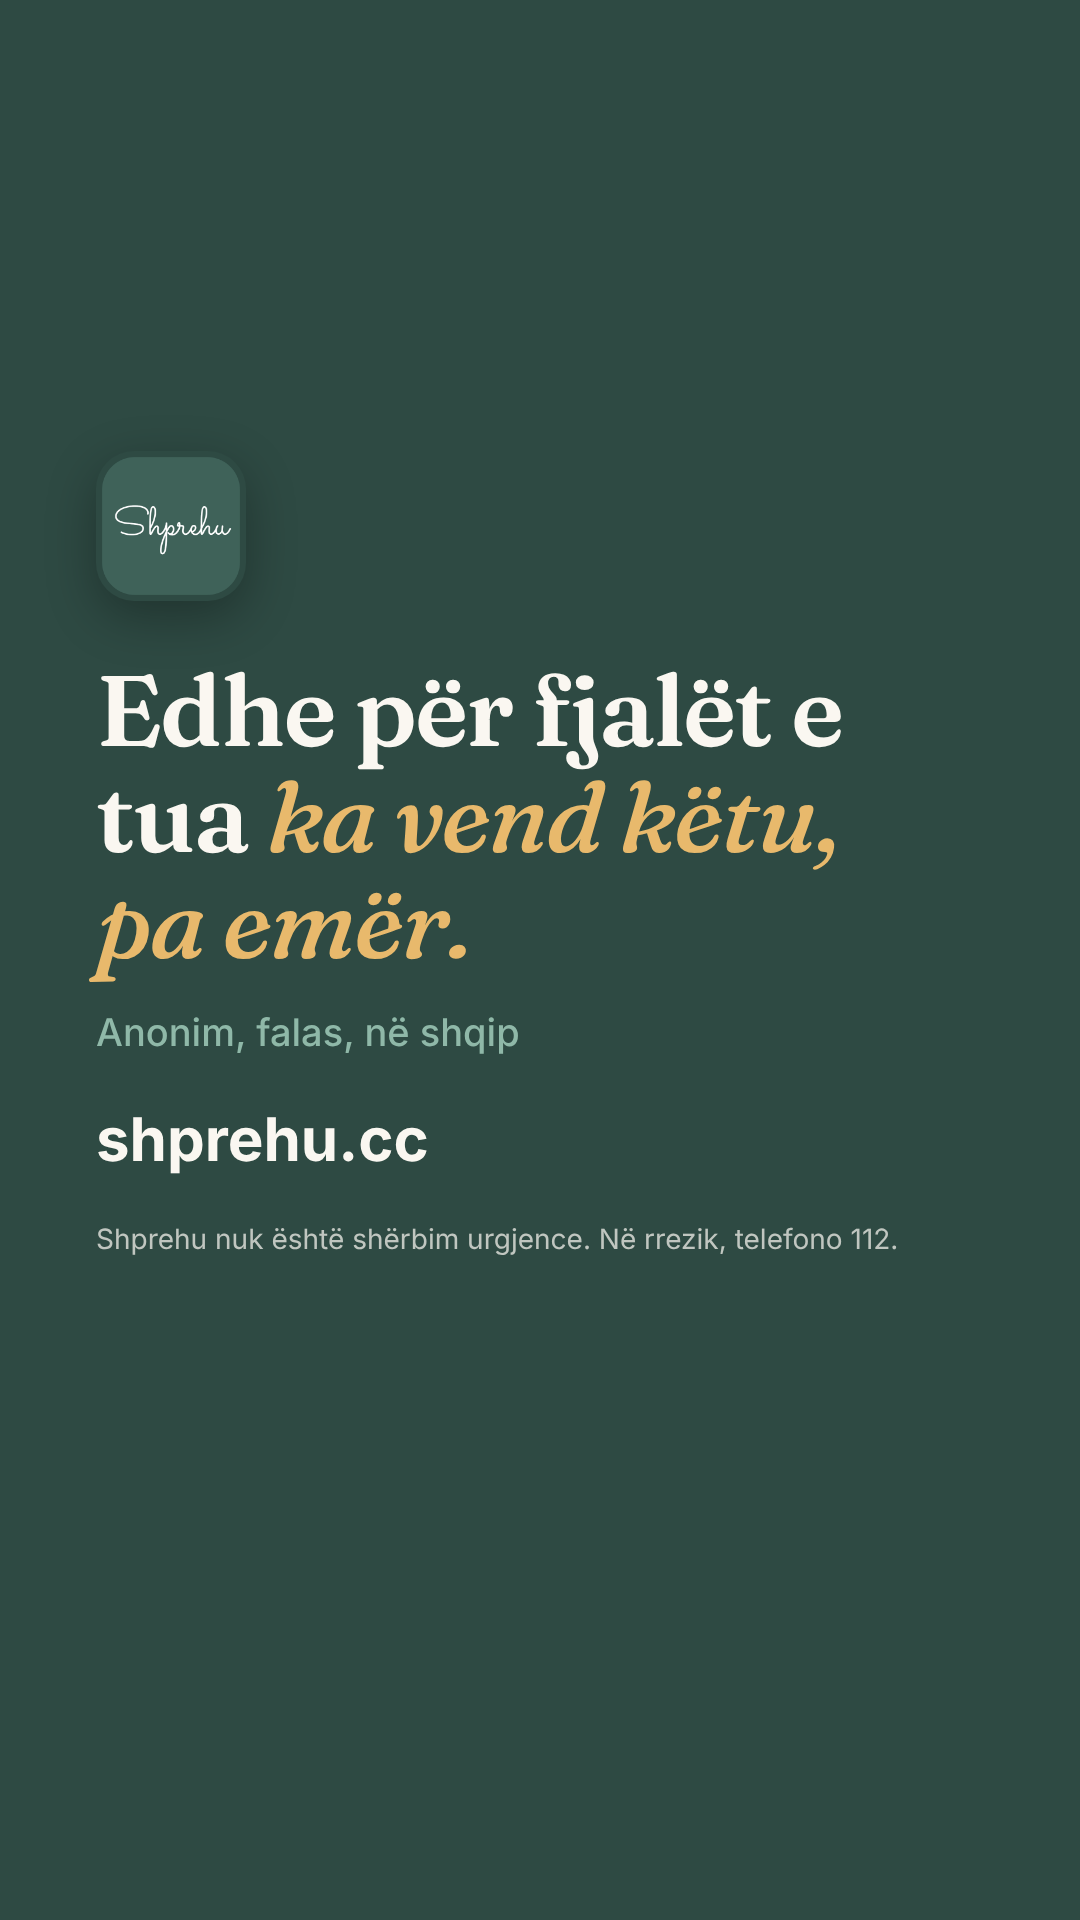 Shprehu
Edhe për fjalët e
tua ka vend këtu,
pa emër.
Anonim, falas, në shqip
shprehu.cc
Shprehu nuk është shërbim urgjence. Në rrezik, telefono 112.